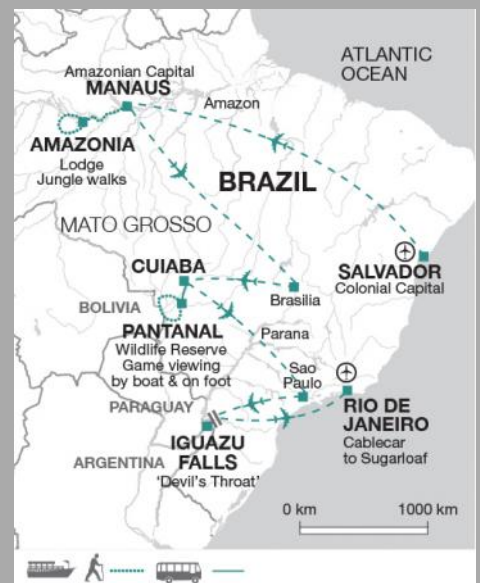 ATLANTIC
OCEAN
Amazonian Capital
MANAUS
Amazon
AMAZONIA
Lodge
Jungle walks
BRAZIL
MATO GROSSO
CUIABA
SALVADOR
Colonial Capital
Brasilia
BOLIVIA
PANTANAL
Wildlife Reserve
Game viewing
by boat & on foot
Parana
Sao
Paulo
PARAGUAY
RIO DE
JANEIRO
Cablecar
to Sugarloaf
IGUAZU
FALLS
'Devil's Throat'
ARGENTINA
0 km
1000 km